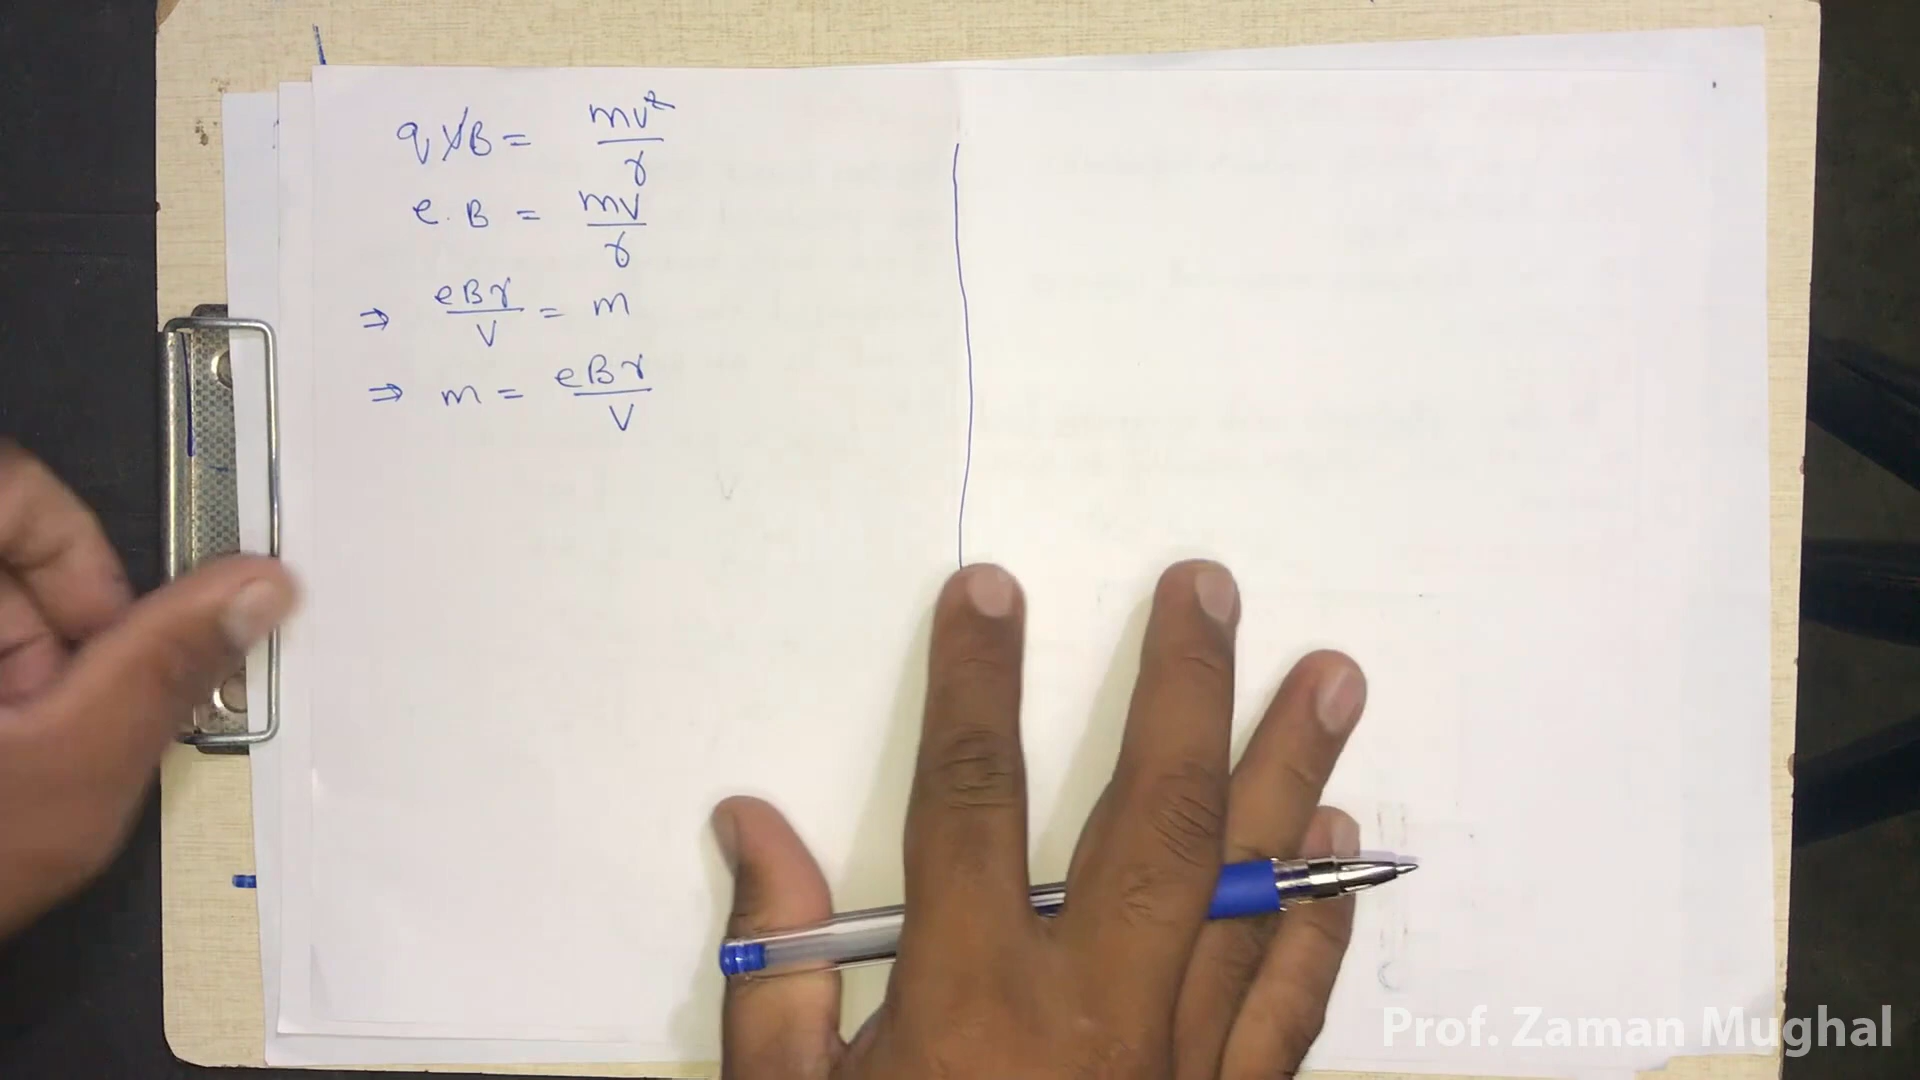 qvB = mv²/r
e.B = mv/r
⇒ eBr/v = m
⇒ m = eBr/v
Prof. Zaman Mughal